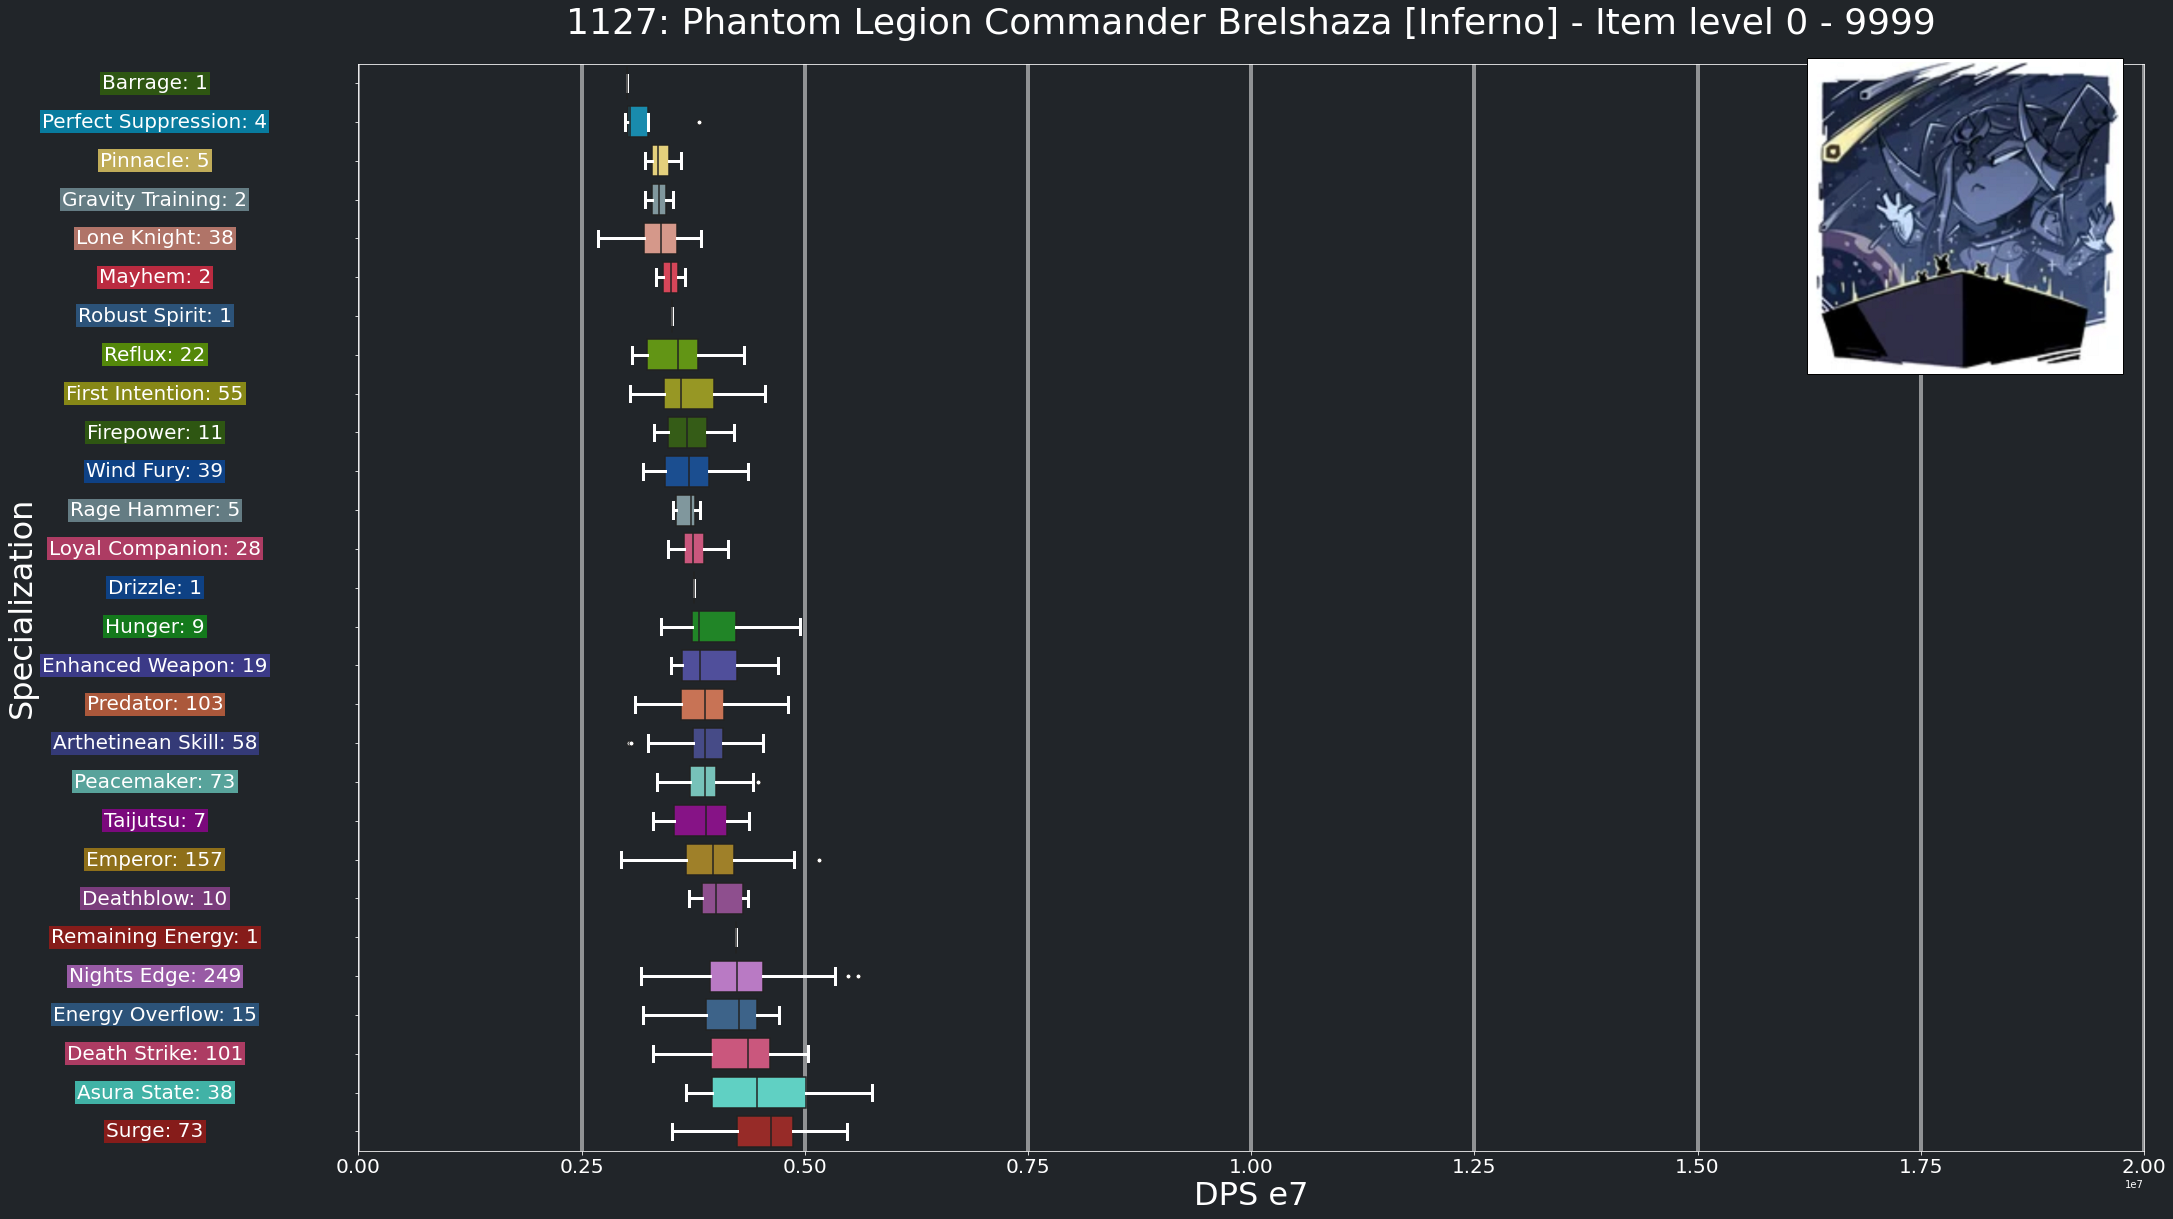 1127: Phantom Legion Commander Brelshaza [Inferno] - Item level 0 - 9999
Specialization
Barrage: 1
Perfect Suppression: 4
Pinnacle: 5
Gravity Training: 2
Lone Knight: 38
Mayhem: 2
Robust Spirit: 1
Reflux: 22
First Intention: 55
Firepower: 11
Wind Fury: 39
Rage Hammer: 5
Loyal Companion: 28
Drizzle: 1
Hunger: 9
Enhanced Weapon: 19
Predator: 103
Arthetinean Skill: 58
Peacemaker: 73
Taijutsu: 7
Emperor: 157
Deathblow: 10
Remaining Energy: 1
Nights Edge: 249
Energy Overflow: 15
Death Strike: 101
Asura State: 38
Surge: 73
0.00 0.25 0.50 0.75 1.00 1.25 1.50 1.75 2.00
1e7
DPS e7